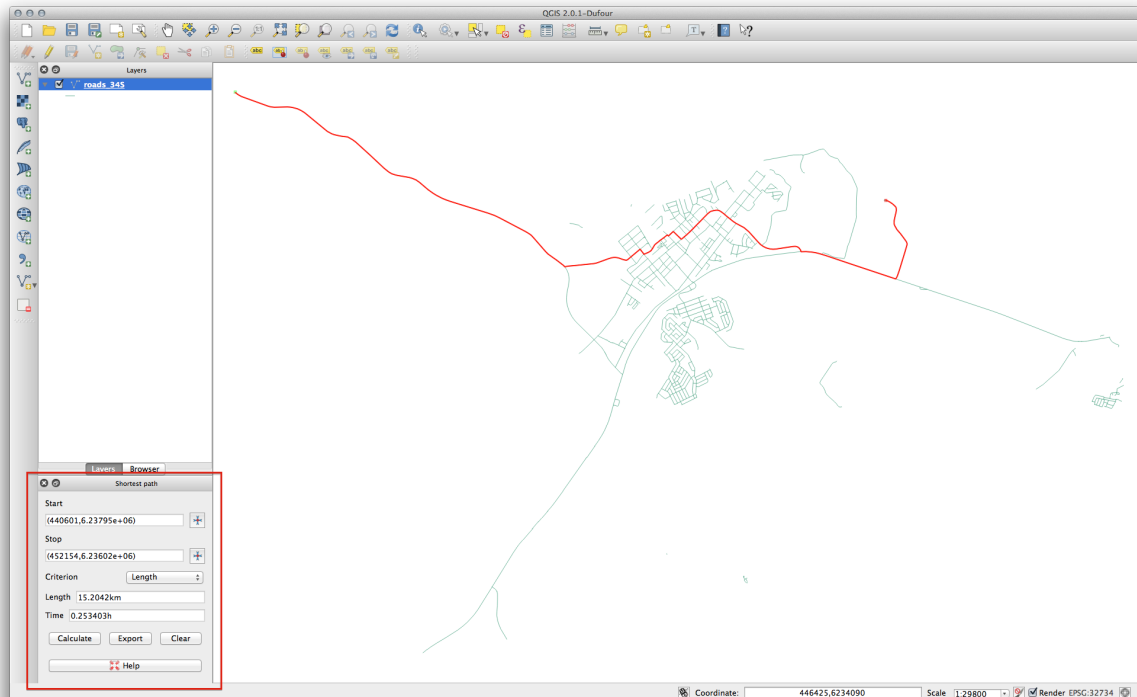 QGIS 2.0.1-Dufour
Layers
roads_34S
Layers Browser
Shortest path
Start
(440601,6.23795e+06)
Stop
(452154,6.23602e+06)
Criterion Length
Length 15.2042km
Time 0.253403h
Calculate Export Clear
Help
Coordinate: 446425,6234090 Scale 1:29800 Render EPSG:32734